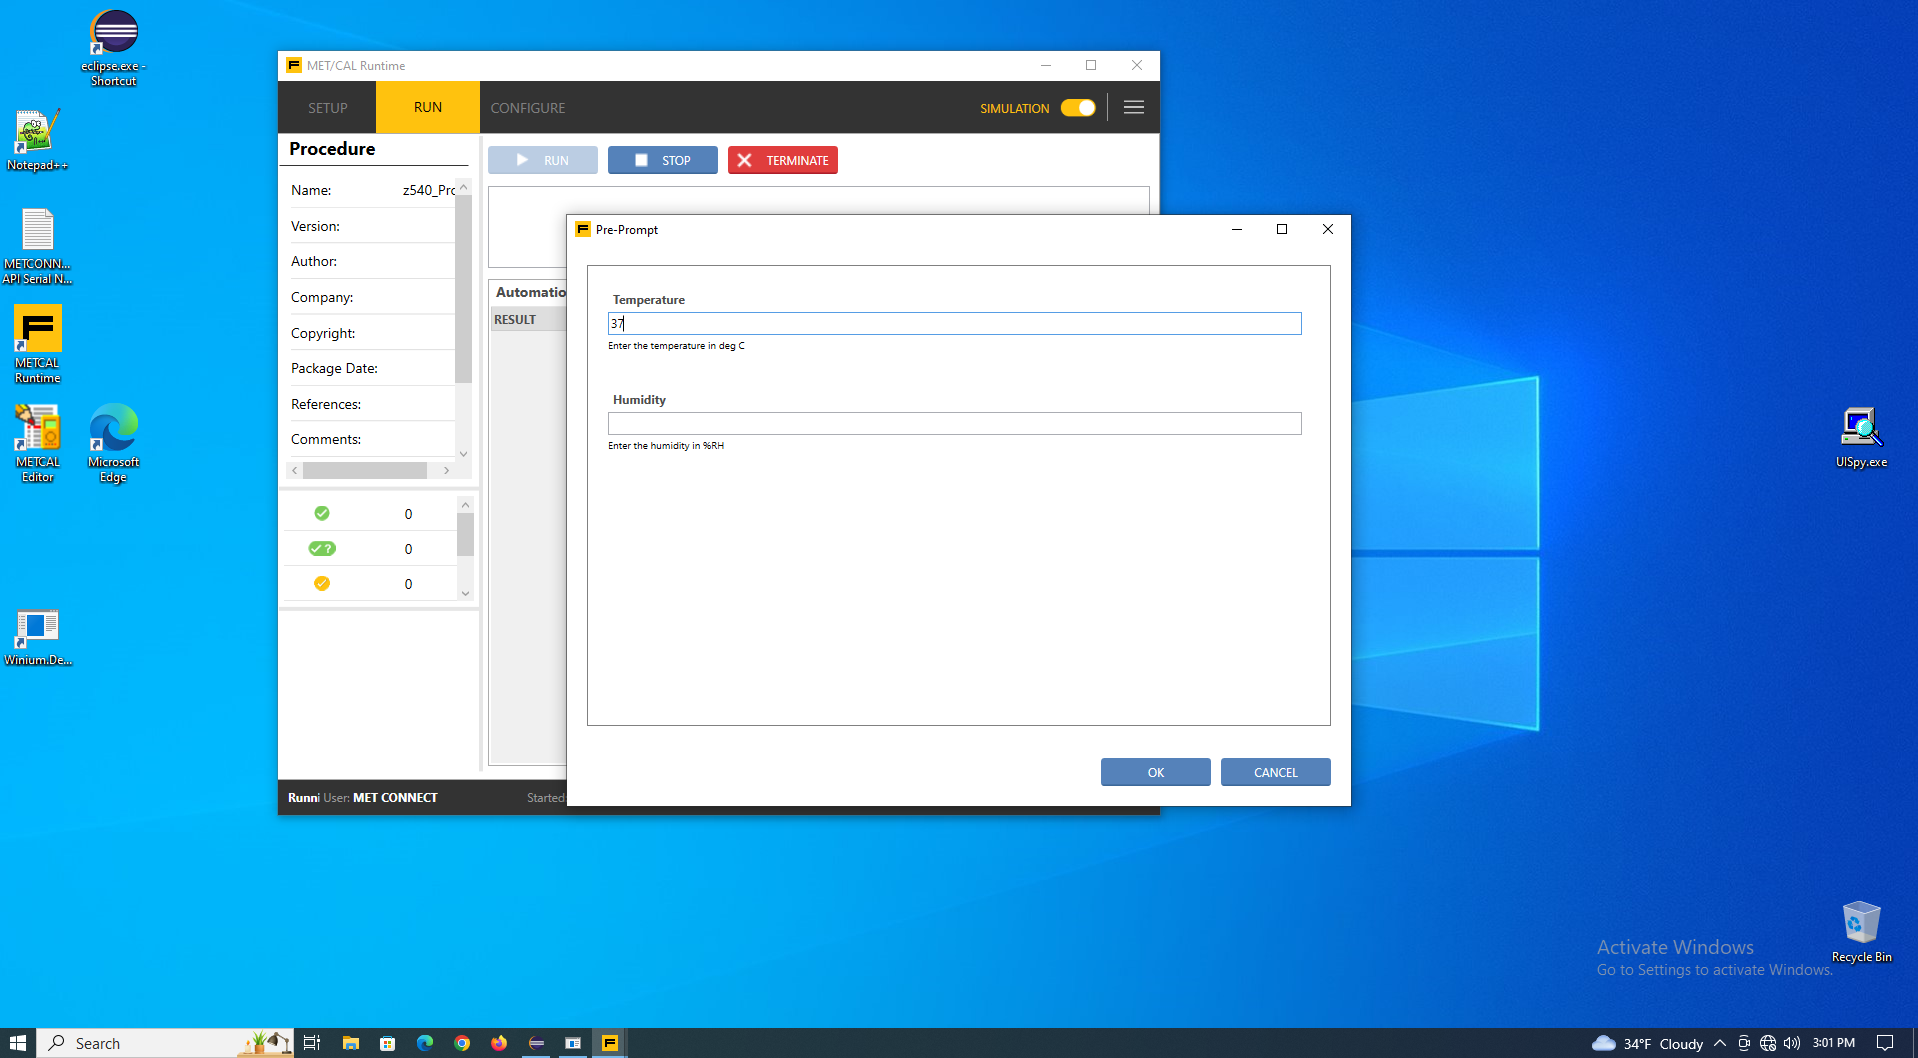 eclipse.exe -
Shortcut
Notepad++
METCONN...
API Serial N...
METCAL
Runtime
METCAL
Editor
Microsoft
Edge
Winium.De...
MET/CAL Runtime
SETUP
RUN
CONFIGURE
SIMULATION
Procedure
RUN
STOP
TERMINATE
Name:
z540_Prc
Version:
Author:
Company:
Copyright:
Package Date:
References:
Comments:
0
?
0
0
Automatio
RESULT
Runni User: MET CONNECT
Started:
Pre-Prompt
Temperature
37
Enter the temperature in deg C
Humidity
Enter the humidity in %RH
OK
CANCEL
UISpy.exe
Recycle Bin
Activate Windows
Go to Settings to activate Windows.
Search
34°F Cloudy
3:01 PM